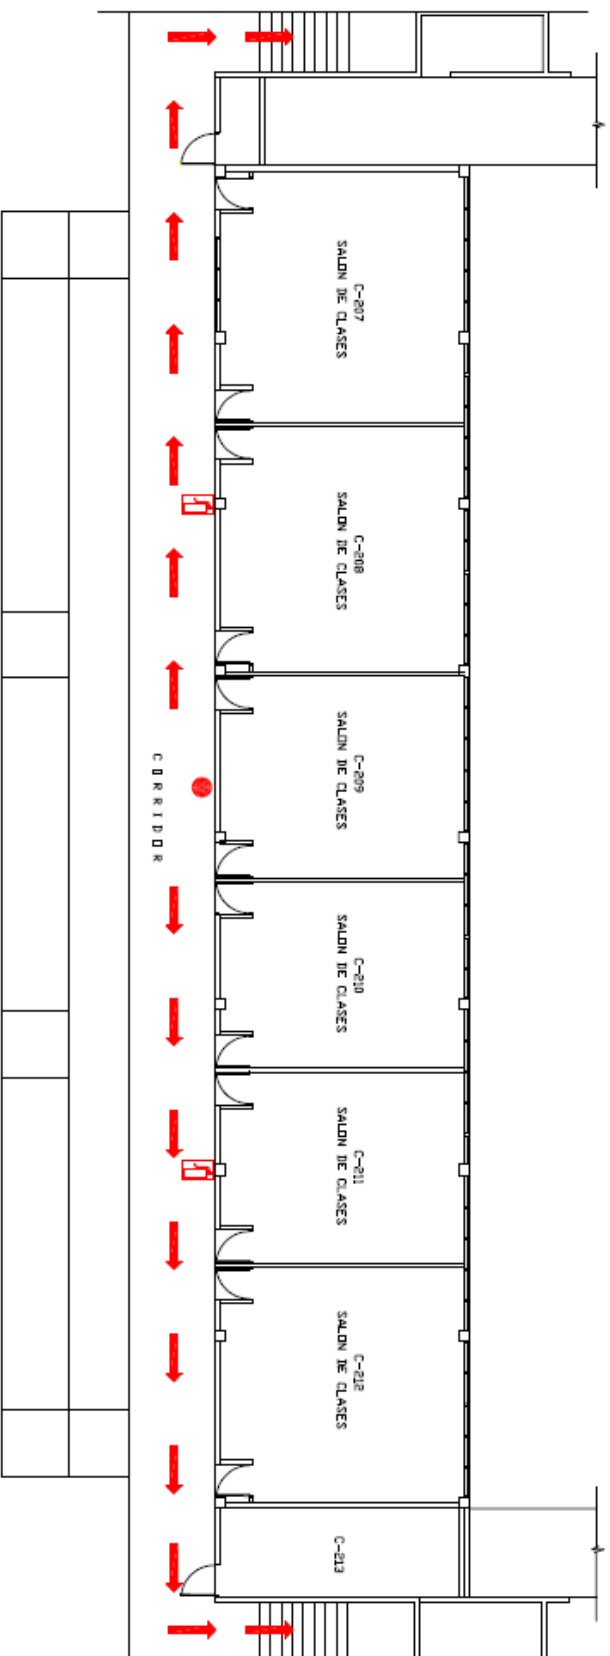 C-207
SALON DE CLASES
C-208
SALON DE CLASES
C-209
SALON DE CLASES
CORRIDOR
C-210
SALON DE CLASES
C-211
SALON DE CLASES
C-212
SALON DE CLASES
C-213